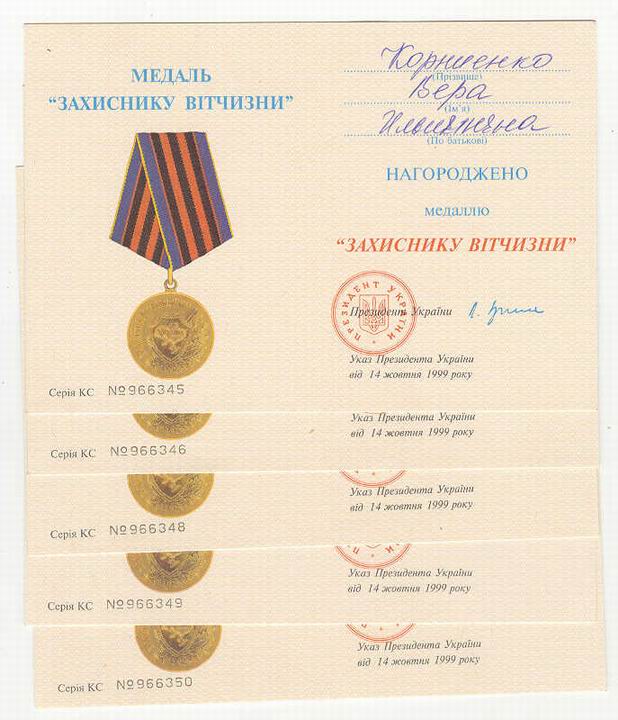 МЕДАЛЬ
“ЗАХИСНИКУ ВІТЧИЗНИ”
Серія КС №966345
Корниенко
(Прізвище)
Вера
(Ім’я)
(По батькові)
НАГОРОДЖЕНО
медаллю
“ЗАХИСНИКУ ВІТЧИЗНИ”
ПРЕЗИДЕНТ УКРАЇНИ
Президент України
Указ Президента України
від 14 жовтня 1999 року
Серія КС №966346
Указ Президента України
від 14 жовтня 1999 року
Серія КС №966348
Указ Президента України
від 14 жовтня 1999 року
Серія КС №966349
Указ Президента України
від 14 жовтня 1999 року
Серія КС №966350
Указ Президента України
від 14 жовтня 1999 року